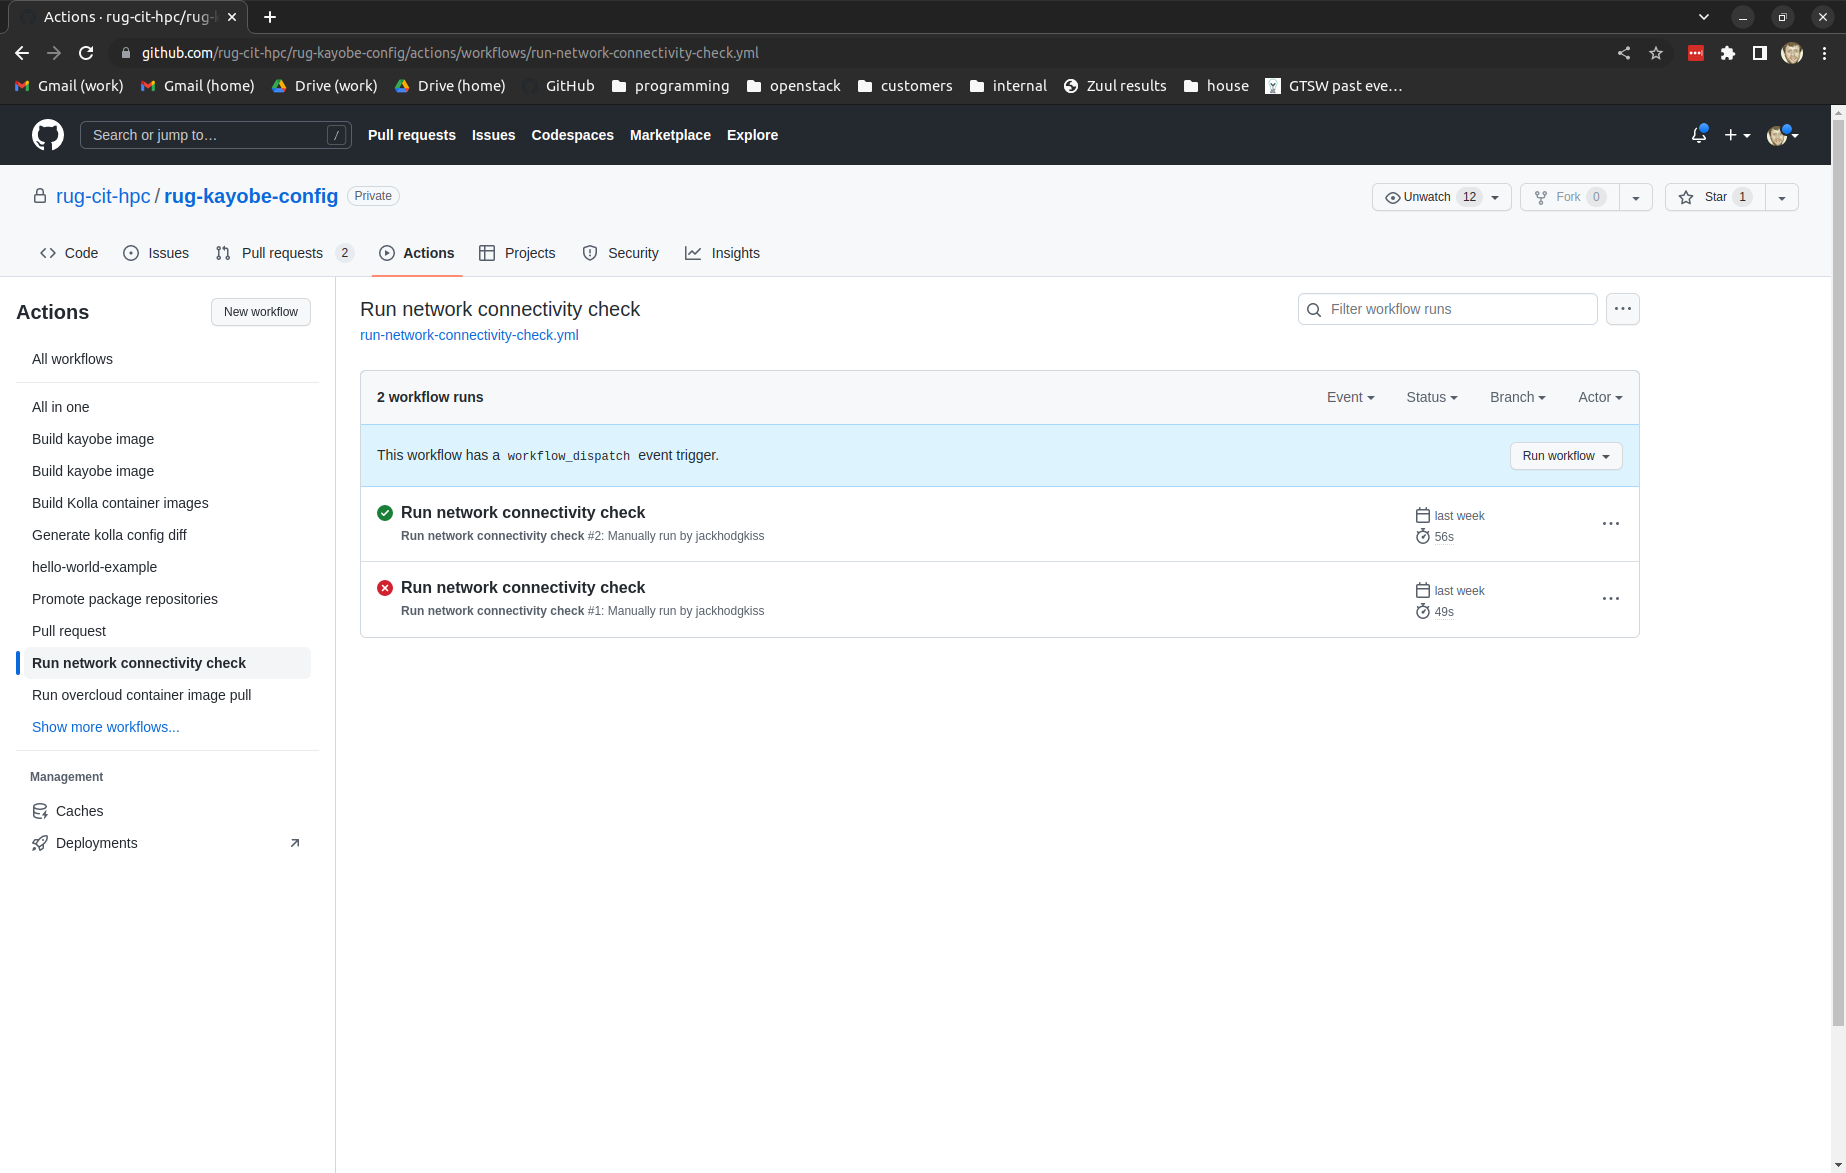 Actions · rug-cit-hpc/rug-k
github.com/rug-cit-hpc/rug-kayobe-config/actions/workflows/run-network-connectivity-check.yml
Gmail (work) Gmail (home) Drive (work) Drive (home) GitHub programming openstack customers internal Zuul results house GTSW past eve…
Search or jump to… / Pull requests Issues Codespaces Marketplace Explore
rug-cit-hpc / rug-kayobe-config Private Unwatch 12 Fork 0 Star 1
Code Issues Pull requests 2 Actions Projects Security Insights
Actions New workflow
All workflows
All in one
Build kayobe image
Build kayobe image
Build Kolla container images
Generate kolla config diff
hello-world-example
Promote package repositories
Pull request
Run network connectivity check
Run overcloud container image pull
Show more workflows...
Management
Caches
Deployments
Run network connectivity check
run-network-connectivity-check.yml
Filter workflow runs
2 workflow runs Event Status Branch Actor
This workflow has a workflow_dispatch event trigger. Run workflow
Run network connectivity check
Run network connectivity check #2: Manually run by jackhodgkiss
last week
56s
Run network connectivity check
Run network connectivity check #1: Manually run by jackhodgkiss
last week
49s